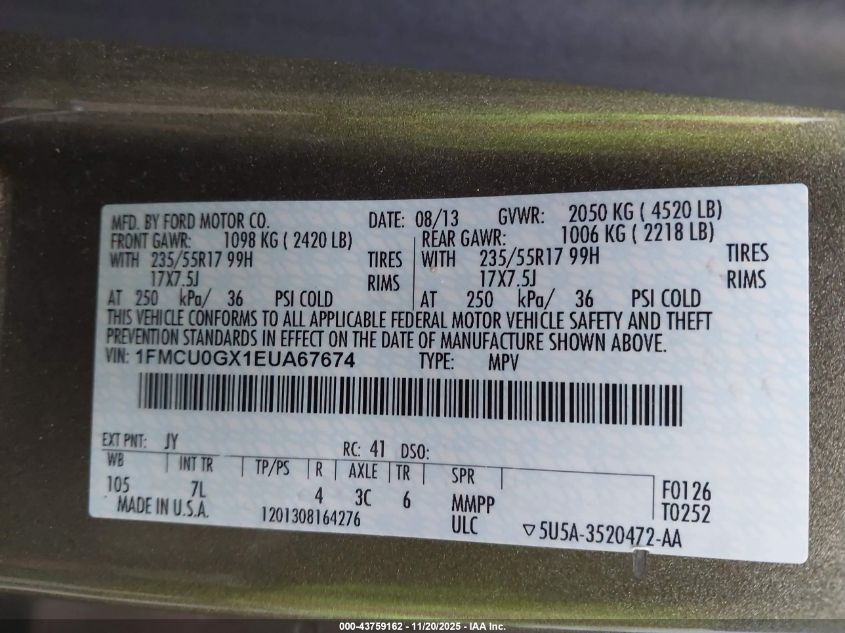 MFD. BY FORD MOTOR CO. DATE: 08/13 GVWR: 2050 KG ( 4520 LB)
FRONT GAWR: 1098 KG ( 2420 LB) REAR GAWR: 1006 KG ( 2218 LB)
WITH 235/55R17 99H TIRES WITH 235/55R17 99H TIRES
17X7.5J RIMS 17X7.5J RIMS
AT 250 kPa/ 36 PSI COLD AT 250 kPa/ 36 PSI COLD
THIS VEHICLE CONFORMS TO ALL APPLICABLE FEDERAL MOTOR VEHICLE SAFETY AND THEFT
PREVENTION STANDARDS IN EFFECT ON THE DATE OF MANUFACTURE SHOWN ABOVE.
VIN: 1FMCU0GX1EUA67674 TYPE: MPV
EXT PNT: JY RC: 41 DSO:
WB INT TR TP/PS R AXLE TR SPR
105 7L 4 3C 6 MMPP F0126
MADE IN U.S.A. 1201308164276 ULC T0252
▽5U5A-3520472-AA
000-43759162 - 11/20/2025 - IAA Inc.